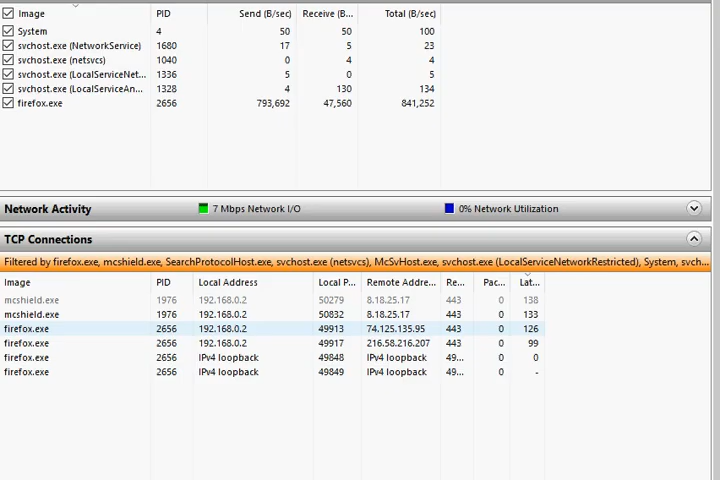 Image PID Send (B/sec) Receive (B... Total (B/sec)
System 4 50 50 100
svchost.exe (NetworkService) 1680 17 5 23
svchost.exe (netsvcs) 1040 0 4 4
svchost.exe (LocalServiceNet... 1336 5 0 5
svchost.exe (LocalServiceAn... 1328 4 130 134
firefox.exe 2656 793,692 47,560 841,252
Network Activity 7 Mbps Network I/O 0% Network Utilization
TCP Connections
Filtered by firefox.exe, mcshield.exe, SearchProtocolHost.exe, svchost.exe (netsvcs), McSvHost.exe, svchost.exe (LocalServiceNetworkRestricted), System, svch...
Image PID Local Address Local P... Remote Addre... Re... Pac... Lat...
mcshield.exe 1976 192.168.0.2 50279 8.18.25.17 443 0 138
mcshield.exe 1976 192.168.0.2 50832 8.18.25.17 443 0 133
firefox.exe 2656 192.168.0.2 49913 74.125.135.95 443 0 126
firefox.exe 2656 192.168.0.2 49917 216.58.216.207 443 0 99
firefox.exe 2656 IPv4 loopback 49848 IPv4 loopback 49... 0 0
firefox.exe 2656 IPv4 loopback 49849 IPv4 loopback 49... 0 -